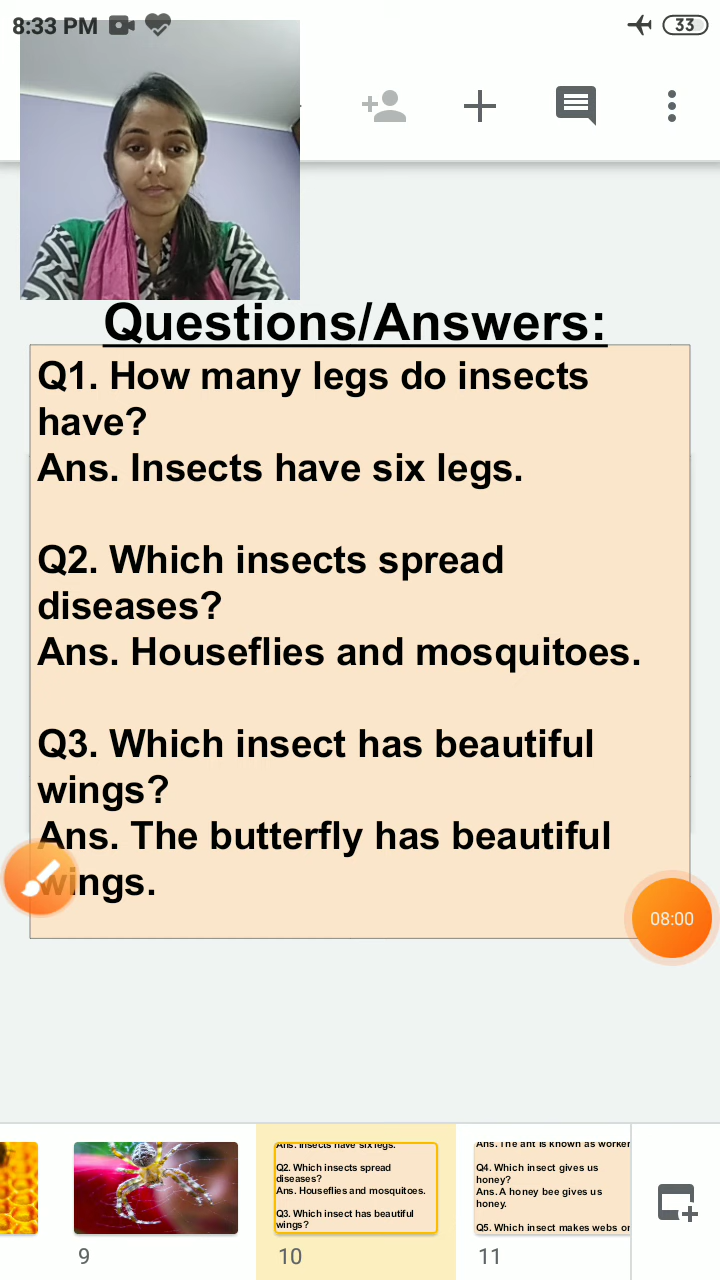 8:33 PM
33
Questions/Answers:
Q1. How many legs do insects
have?
Ans. Insects have six legs.
Q2. Which insects spread
diseases?
Ans. Houseflies and mosquitoes.
Q3. Which insect has beautiful
wings?
Ans. The butterfly has beautiful
wings.
08:00
Ans. Insects have six legs.
Q2. Which insects spread
diseases?
Ans. Houseflies and mosquitoes.
Q3. Which insect has beautiful
wings?
Ans. The ant is known as worker
Q4. Which insect gives us
honey?
Ans. A honey bee gives us
honey.
Q5. Which insect makes webs or
9
10
11